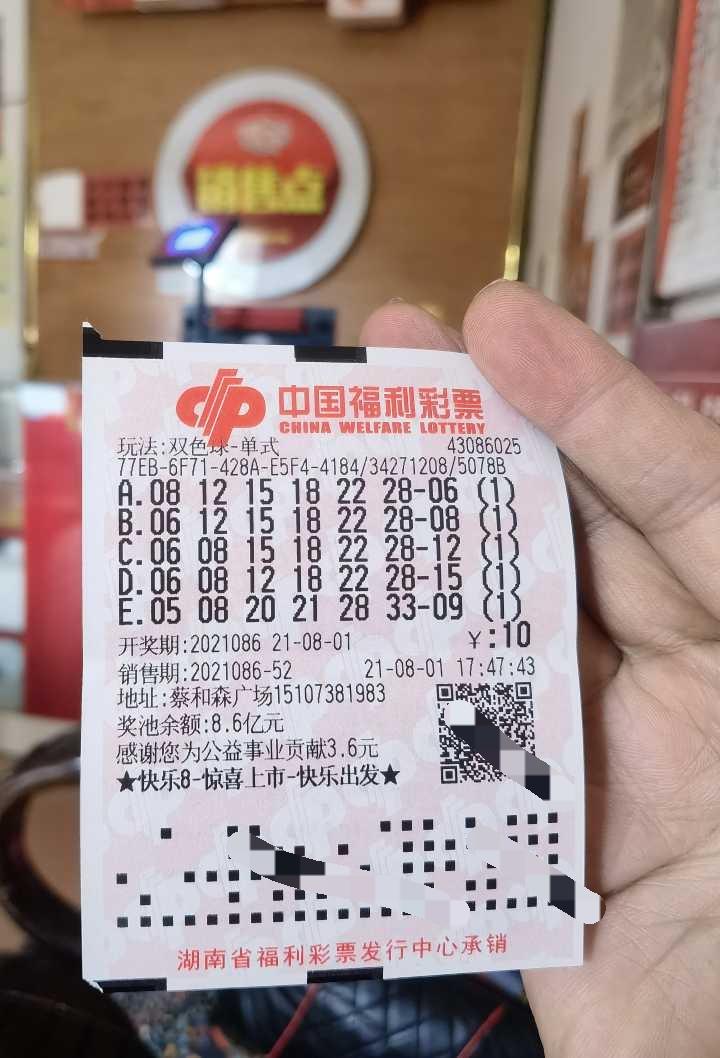 销售点
中国福利彩票
CHINA WELFARE LOTTERY
玩法:双色球-单式 43086025
77EB-6F71-428A-E5F4-4184/34271208/5078B
A.08 12 15 18 22 28-06 (1)
B.06 12 15 18 22 28-08 (1)
C.06 08 15 18 22 28-12 (1)
D.06 08 12 18 22 28-15 (1)
E.05 08 20 21 28 33-09 (1)
开奖期:2021086 21-08-01 ¥:10
销售期:2021086-52 21-08-01 17:47:43
地址:蔡和森广场15107381983
奖池余额:8.6亿元
感谢您为公益事业贡献3.6元
★快乐8-惊喜上市-快乐出发★
湖南省福利彩票发行中心承销